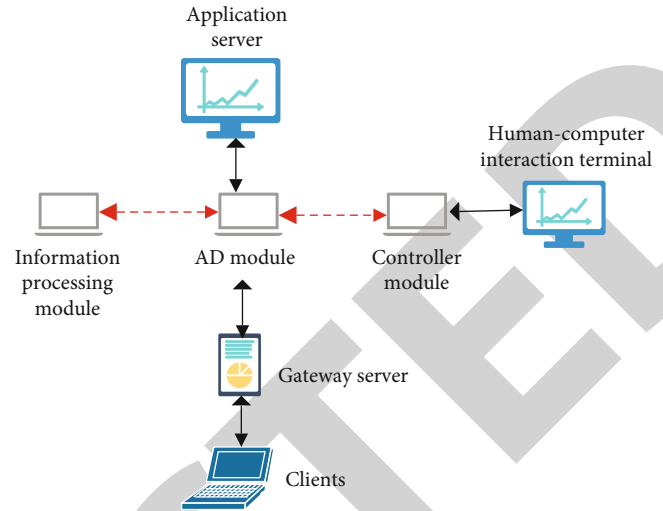 Application
server
Human-computer
interaction terminal
Information
processing
module
AD module
Controller
module
Gateway server
Clients